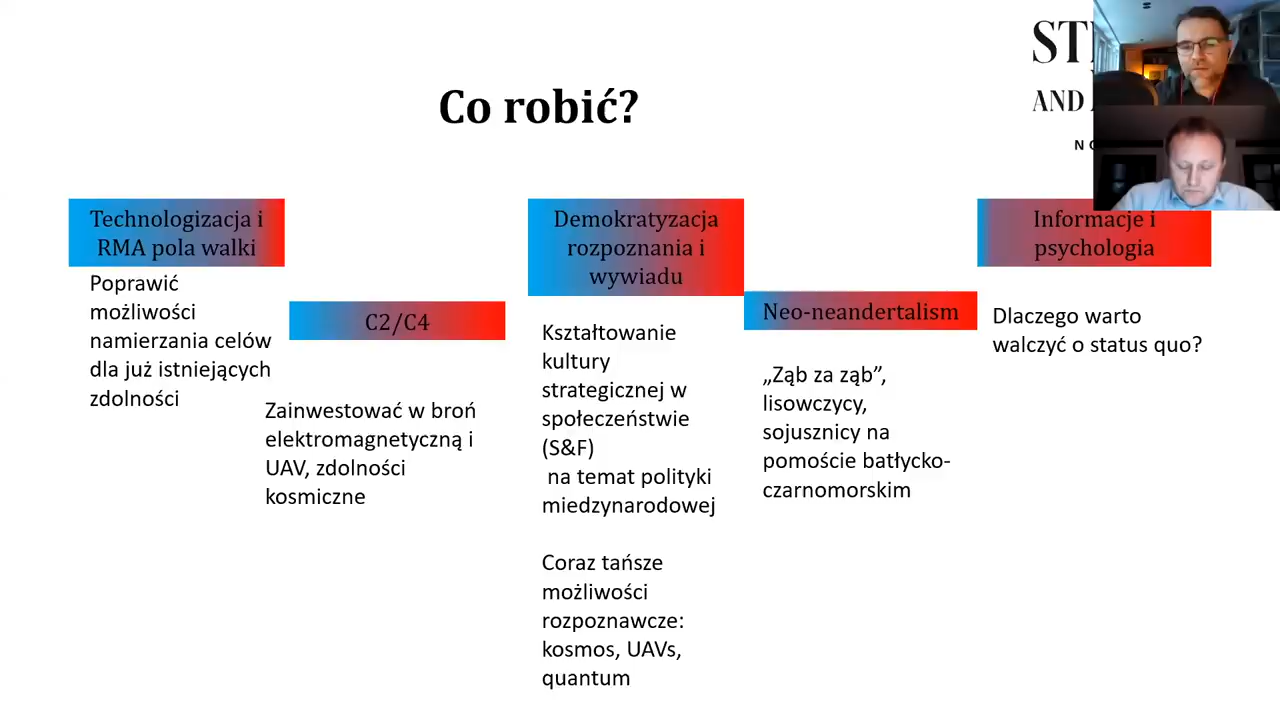 Co robić?
AND
Technologizacja i
RMA pola walki
Poprawić
możliwości
namierzania celów
dla już istniejących
zdolności
C2/C4
Zainwestować w broń
elektromagnetyczną i
UAV, zdolności
kosmiczne
Demokratyzacja
rozpoznania i
wywiadu
Kształtowanie
kultury
strategicznej w
społeczeństwie
(S&F)
na temat polityki
miedzynarodowej
Coraz tańsze
możliwości
rozpoznawcze:
kosmos, UAVs,
quantum
Neo-neandertalism
„Ząb za ząb”,
lisowczycy,
sojusznicy na
pomoście batłycko-
czarnomorskim
Informacje i
psychologia
Dlaczego warto
walczyć o status quo?